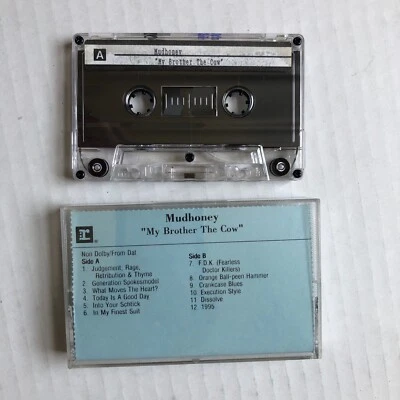 A
Mudhoney
"My Brother The Cow"
r
Mudhoney
"My Brother The Cow"
Non Dolby/From Dat
Side A
1. Judgement, Rage,
Retribution & Thyme
2. Generation Spokesmodel
3. What Moves The Heart?
4. Today Is A Good Day
5. Into Your Schtick
6. In My Finest Suit
Side B
7. F.D.K. (Fearless
Doctor Killers)
8. Orange Ball-peen Hammer
9. Crankcase Blues
10. Execution Style
11. Dissolve
12. 1995